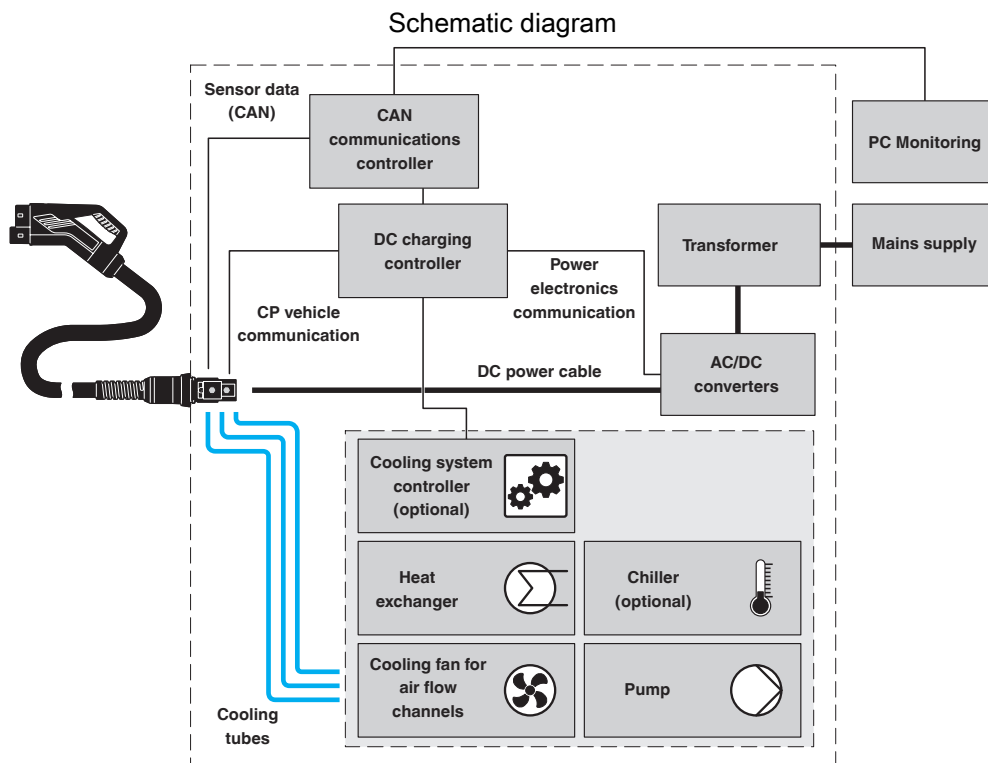 Schematic diagram
Sensor data
(CAN)
CAN
communications
controller
PC Monitoring
DC charging
controller
Transformer
Mains supply
Power
electronics
communication
CP vehicle
communication
DC power cable
AC/DC
converters
Cooling system
controller
(optional)
Heat
exchanger
Chiller
(optional)
Cooling fan for
air flow
channels
Pump
Cooling
tubes